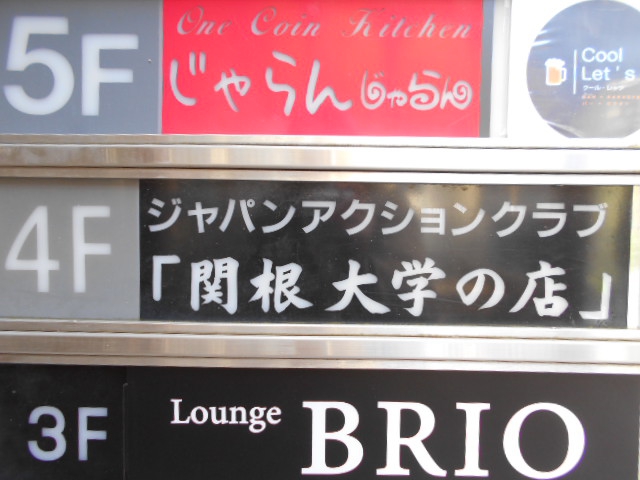 5F
One Coin Kitchen
じゃらん じゃらん
Cool
Let's
4F
ジャパンアクションクラブ
「関根大学の店」
3F
Lounge BRIO